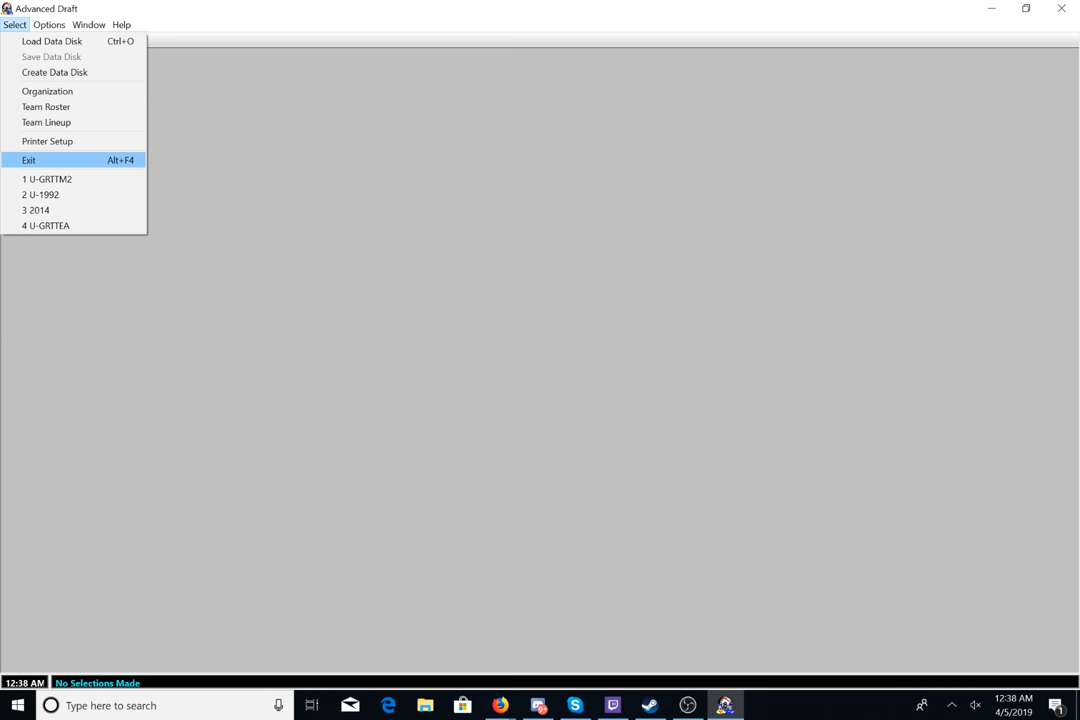 Advanced Draft
Select Options Window Help
Load Data Disk Ctrl+O
Save Data Disk
Create Data Disk
Organization
Team Roster
Team Lineup
Printer Setup
Exit Alt+F4
1 U-GRTTM2
2 U-1992
3 2014
4 U-GRTTEA
12:38 AM No Selections Made
Type here to search
12:38 AM
4/5/2019
1